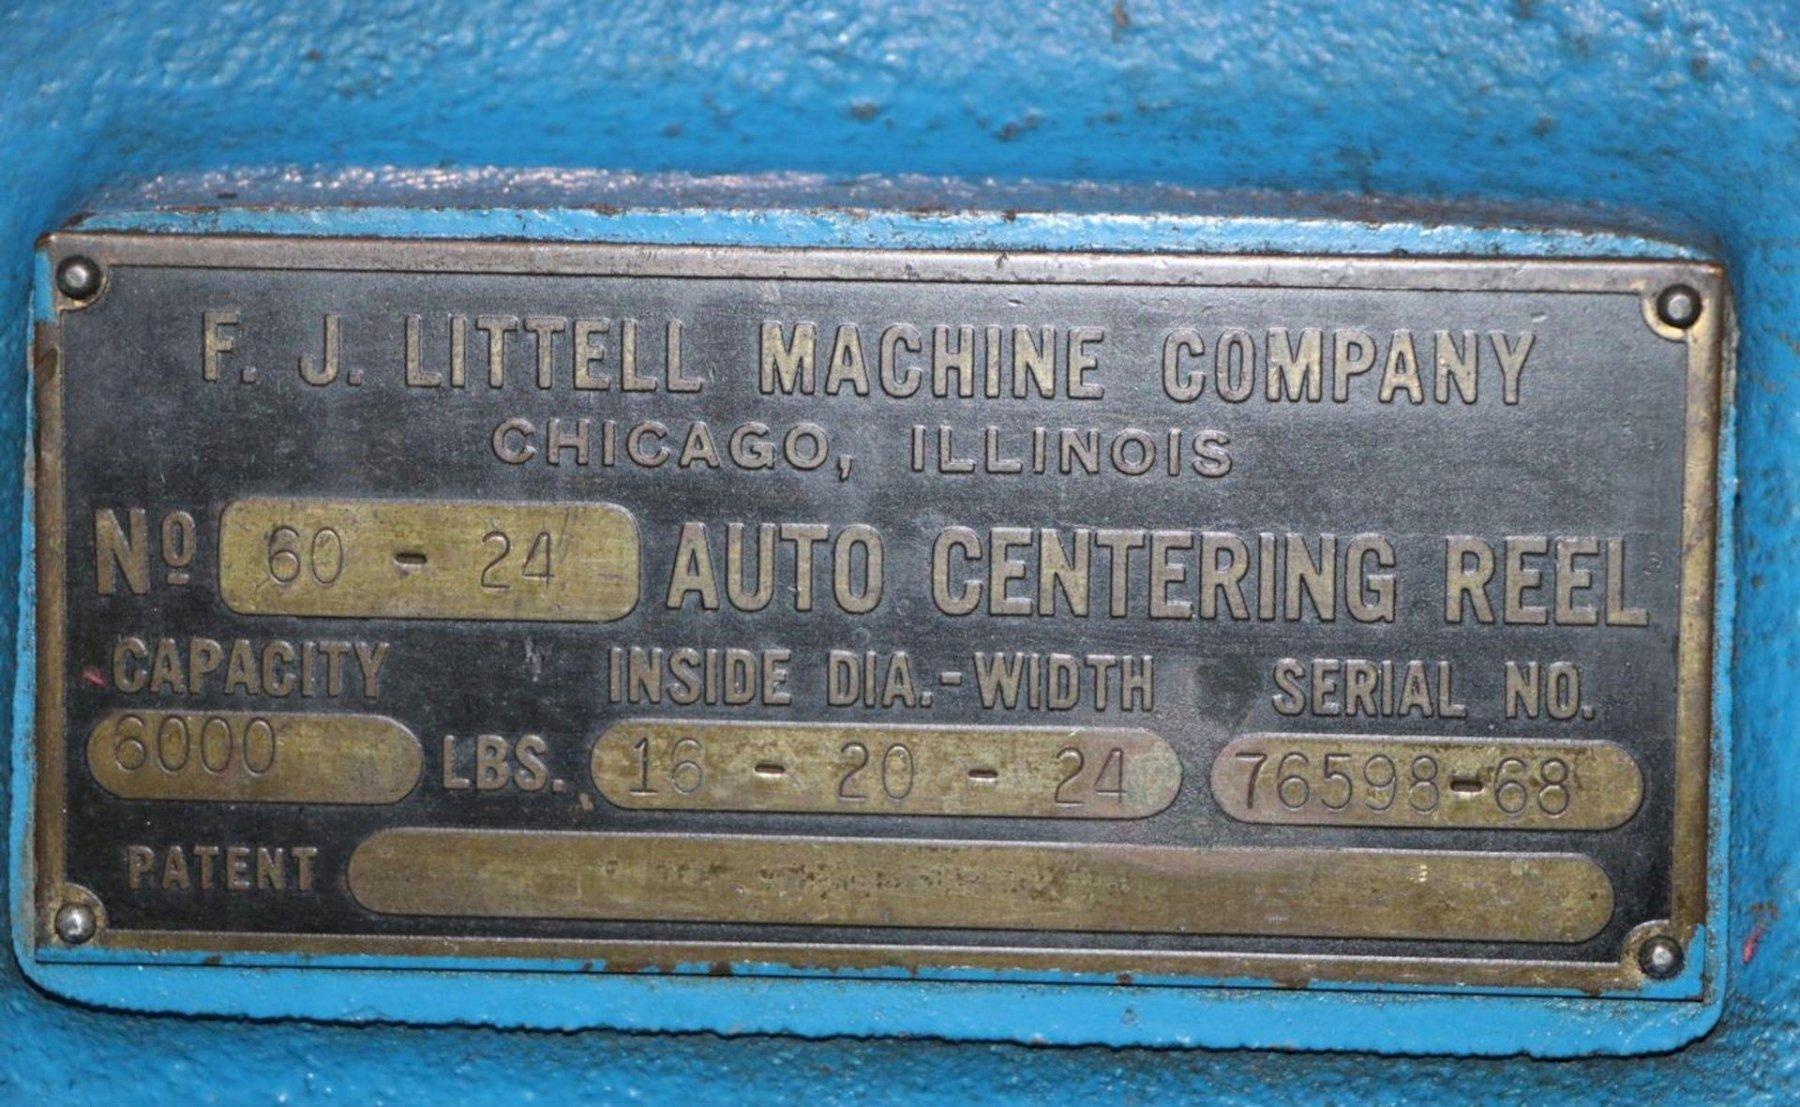 F. J. LITTELL MACHINE COMPANY
CHICAGO, ILLINOIS
Nº 60 - 24 AUTO CENTERING REEL
CAPACITY INSIDE DIA.-WIDTH SERIAL NO.
6000 LBS. 16 - 20 - 24 76598-68
PATENT